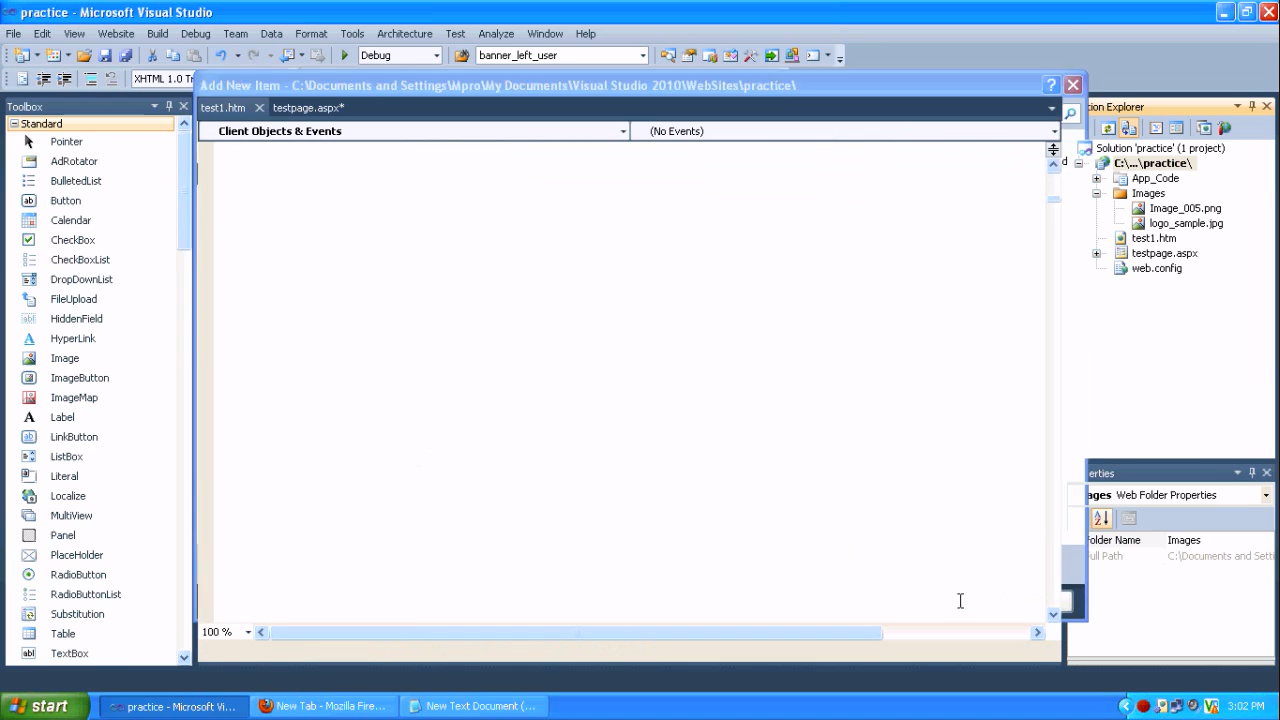 practice - Microsoft Visual Studio
File Edit View Website Build Debug Team Data Format Tools Architecture Test Analyze Window Help
Debug banner_left_user
XHTML 1.0 Tr
Add New Item - C:\Documents and Settings\Mpro\My Documents\Visual Studio 2010\WebSites\practice\
Toolbox
test1.htm testpage.aspx*
Client Objects & Events (No Events)
Standard
Pointer
AdRotator
BulletedList
Button
Calendar
CheckBox
CheckBoxList
DropDownList
FileUpload
HiddenField
HyperLink
Image
ImageButton
ImageMap
Label
LinkButton
ListBox
Literal
Localize
MultiView
Panel
PlaceHolder
RadioButton
RadioButtonList
Substitution
Table
TextBox
100 %
ion Explorer
Solution 'practice' (1 project)
C:\...\practice\
App_Code
Images
Image_005.png
logo_sample.jpg
test1.htm
testpage.aspx
web.config
erties
ages Web Folder Properties
older Name Images
ull Path C:\Documents and Setti
start
practice - Microsoft Vi...
New Tab - Mozilla Fire...
New Text Document (...
3:02 PM